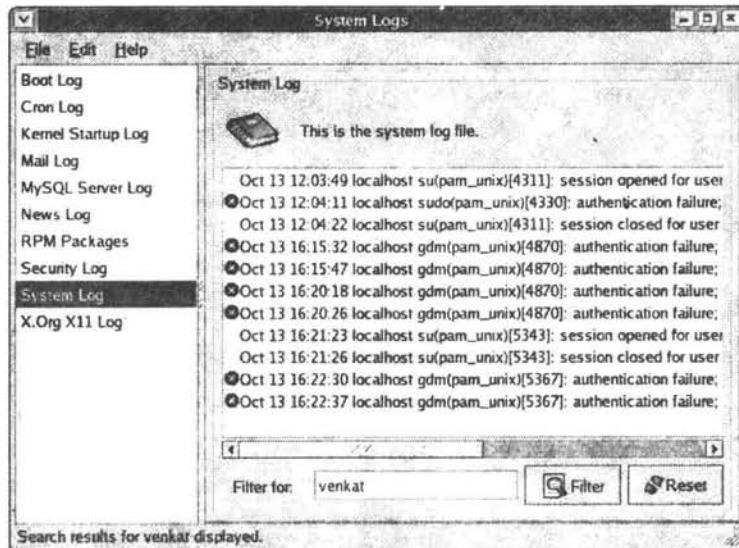 System Logs
File Edit Help
Boot Log
Cron Log
Kernel Startup Log
Mail Log
MySQL Server Log
News Log
RPM Packages
Security Log
System Log
X.Org X11 Log
System Log
This is the system log file.
Oct 13 12:03:49 localhost su(pam_unix)[4311]: session opened for user
Oct 13 12:04:11 localhost sudo(pam_unix)[4330]: authentication failure;
Oct 13 12:04:22 localhost su(pam_unix)[4311]: session closed for user
Oct 13 16:15:32 localhost gdm(pam_unix)[4870]: authentication failure;
Oct 13 16:15:47 localhost gdm(pam_unix)[4870]: authentication failure;
Oct 13 16:20:18 localhost gdm(pam_unix)[4870]: authentication failure;
Oct 13 16:20:26 localhost gdm(pam_unix)[4870]: authentication failure;
Oct 13 16:21:23 localhost su(pam_unix)[5343]: session opened for user
Oct 13 16:21:26 localhost su(pam_unix)[5343]: session closed for user
Oct 13 16:22:30 localhost gdm(pam_unix)[5367]: authentication failure;
Oct 13 16:22:37 localhost gdm(pam_unix)[5367]: authentication failure;
Filter for: venkat Filter Reset
Search results for venkat displayed.